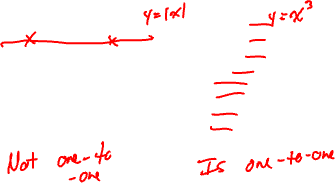 y=|x|
y=x³
Not one-to
-one
Is one-to-one